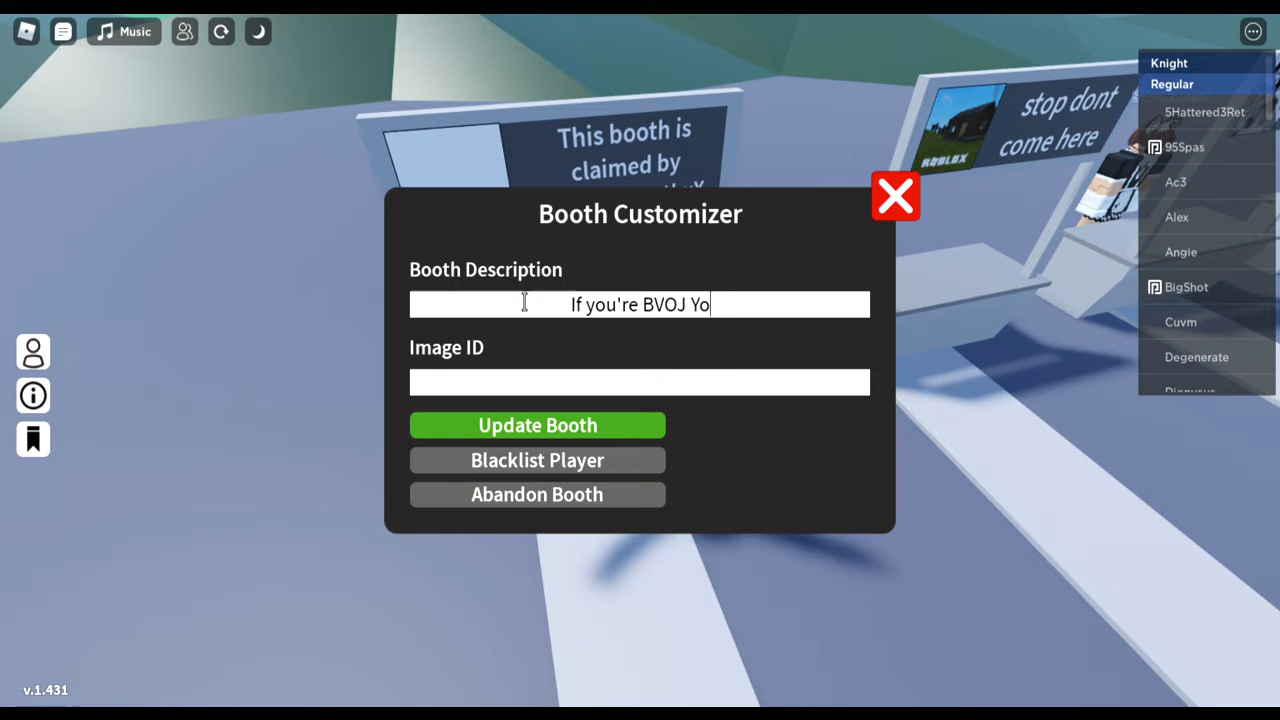 Music
Knight
Regular
5Hattered3Ret
95Spas
Ac3
Alex
Angie
BigShot
Cuvm
Degenerate
This booth is
claimed by
stop dont
come here
ROBLOX
Booth Customizer
Booth Description
If you're BVOJ Yo
Image ID
Update Booth
Blacklist Player
Abandon Booth
v.1.431